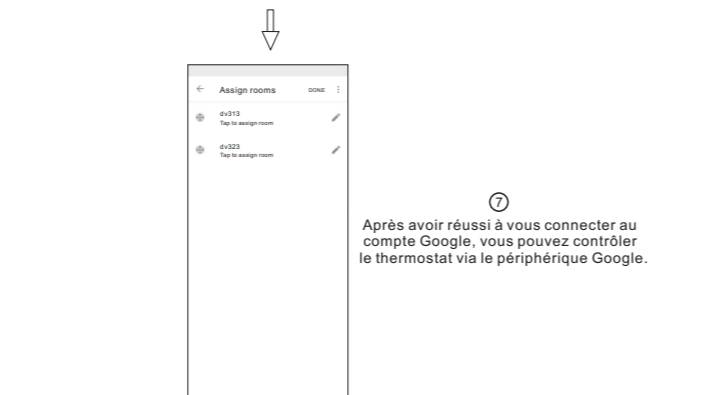 Assign rooms DONE
dv313
Tap to assign room
dv323
Tap to assign room
7
Après avoir réussi à vous connecter au
compte Google, vous pouvez contrôler
le thermostat via le périphérique Google.